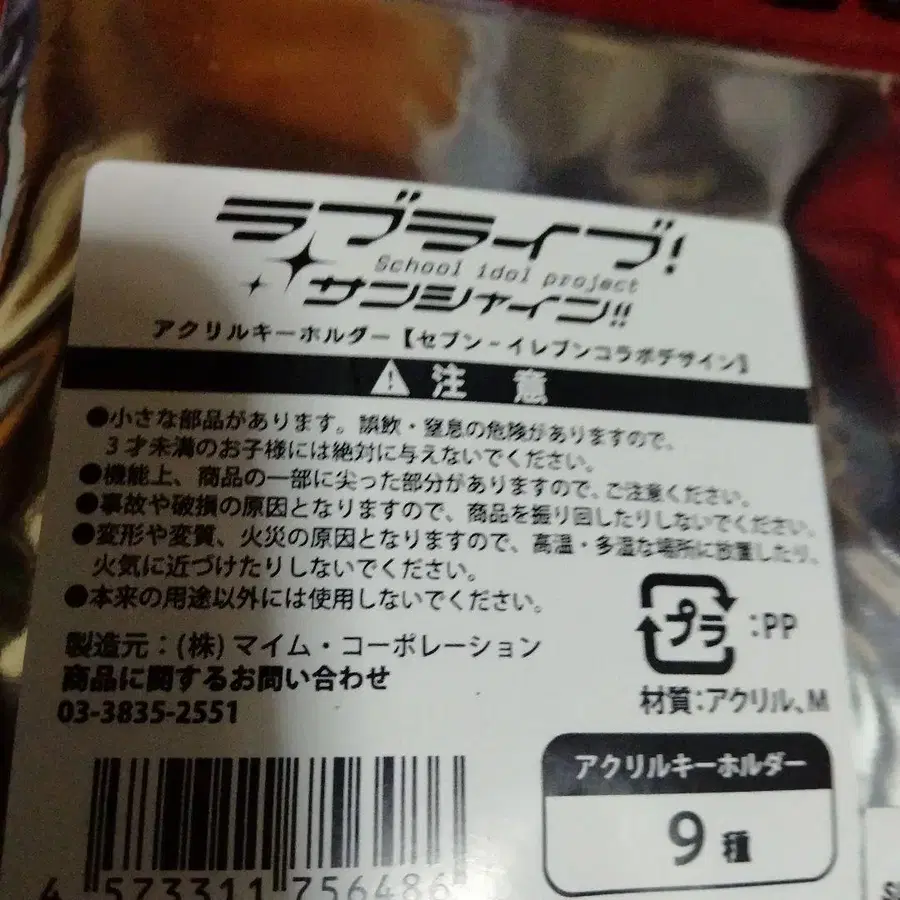 ラブライブ!
School idol project
サンシャイン!!
アクリルキーホルダー【セブン-イレブンコラボデザイン】
注 意
●小さな部品があります。誤飲・窒息の危険がありますので、
3才未満のお子様には絶対に与えないでください。
●機能上、商品の一部に尖った部分がありますので、ご注意ください。
●事故や破損の原因となりますので、商品を振り回したりしないでください。
●変形や変質、火災の原因となりますので、高温・多湿な場所に放置したり、
火気に近づけたりしないでください。
●本来の用途以外には使用しないでください。
プラ :PP
製造元:(株)マイム・コーポレーション
商品に関するお問い合わせ
03-3835-2551
材質:アクリル、M
アクリルキーホルダー
9種
4 573311 756486